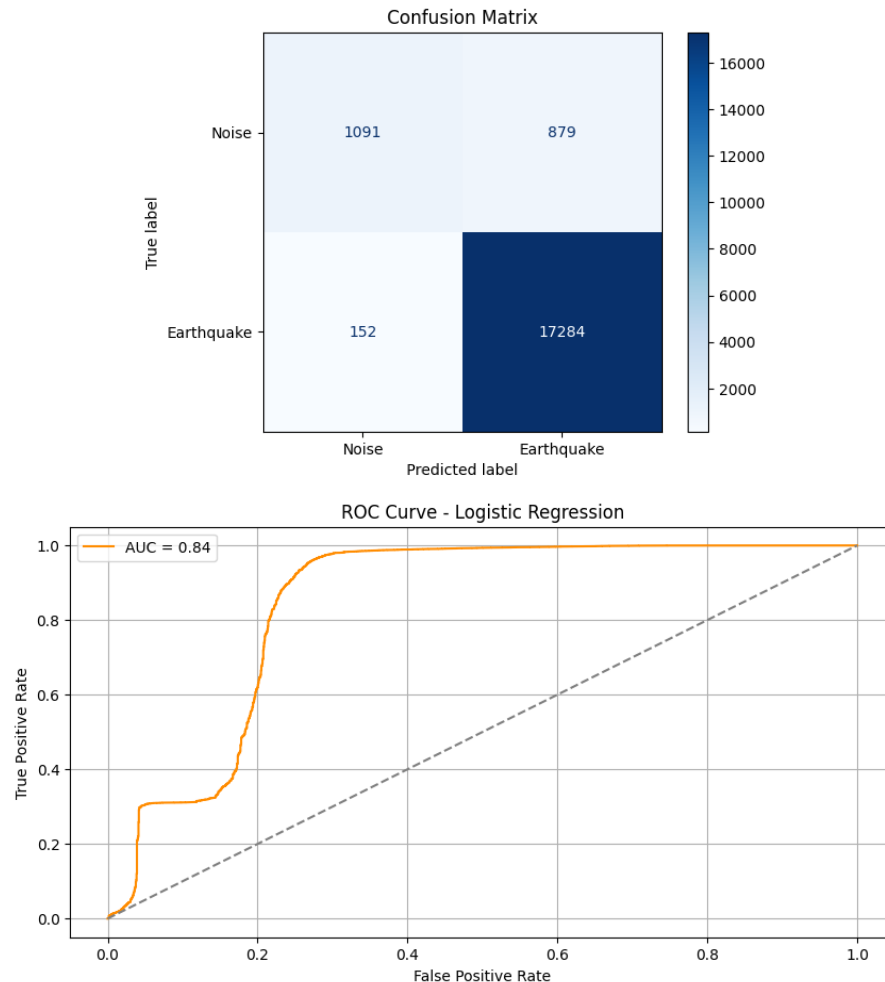 Confusion Matrix
True label
Noise
Earthquake
1091
879
152
17284
Noise
Earthquake
Predicted label
16000
14000
12000
10000
8000
6000
4000
2000
ROC Curve - Logistic Regression
AUC = 0.84
True Positive Rate
1.0
0.8
0.6
0.4
0.2
0.0
0.0
0.2
0.4
0.6
0.8
1.0
False Positive Rate